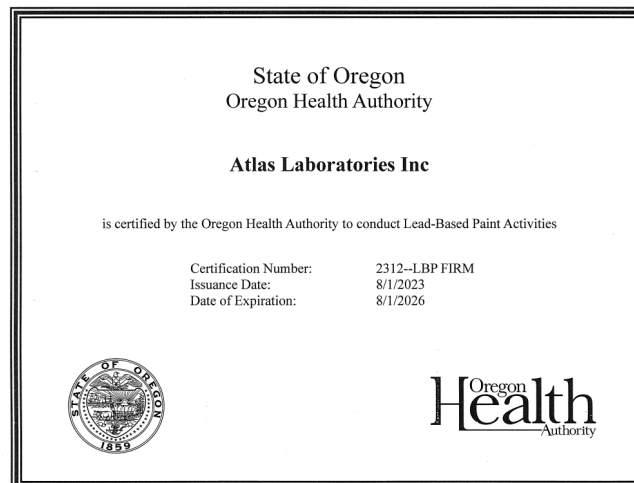 State of Oregon
Oregon Health Authority
Atlas Laboratories Inc
is certified by the Oregon Health Authority to conduct Lead-Based Paint Activities
Certification Number: 2312--LBP FIRM
Issuance Date: 8/1/2023
Date of Expiration: 8/1/2026
STATE OF OREGON
1859
Oregon
Health
Authority